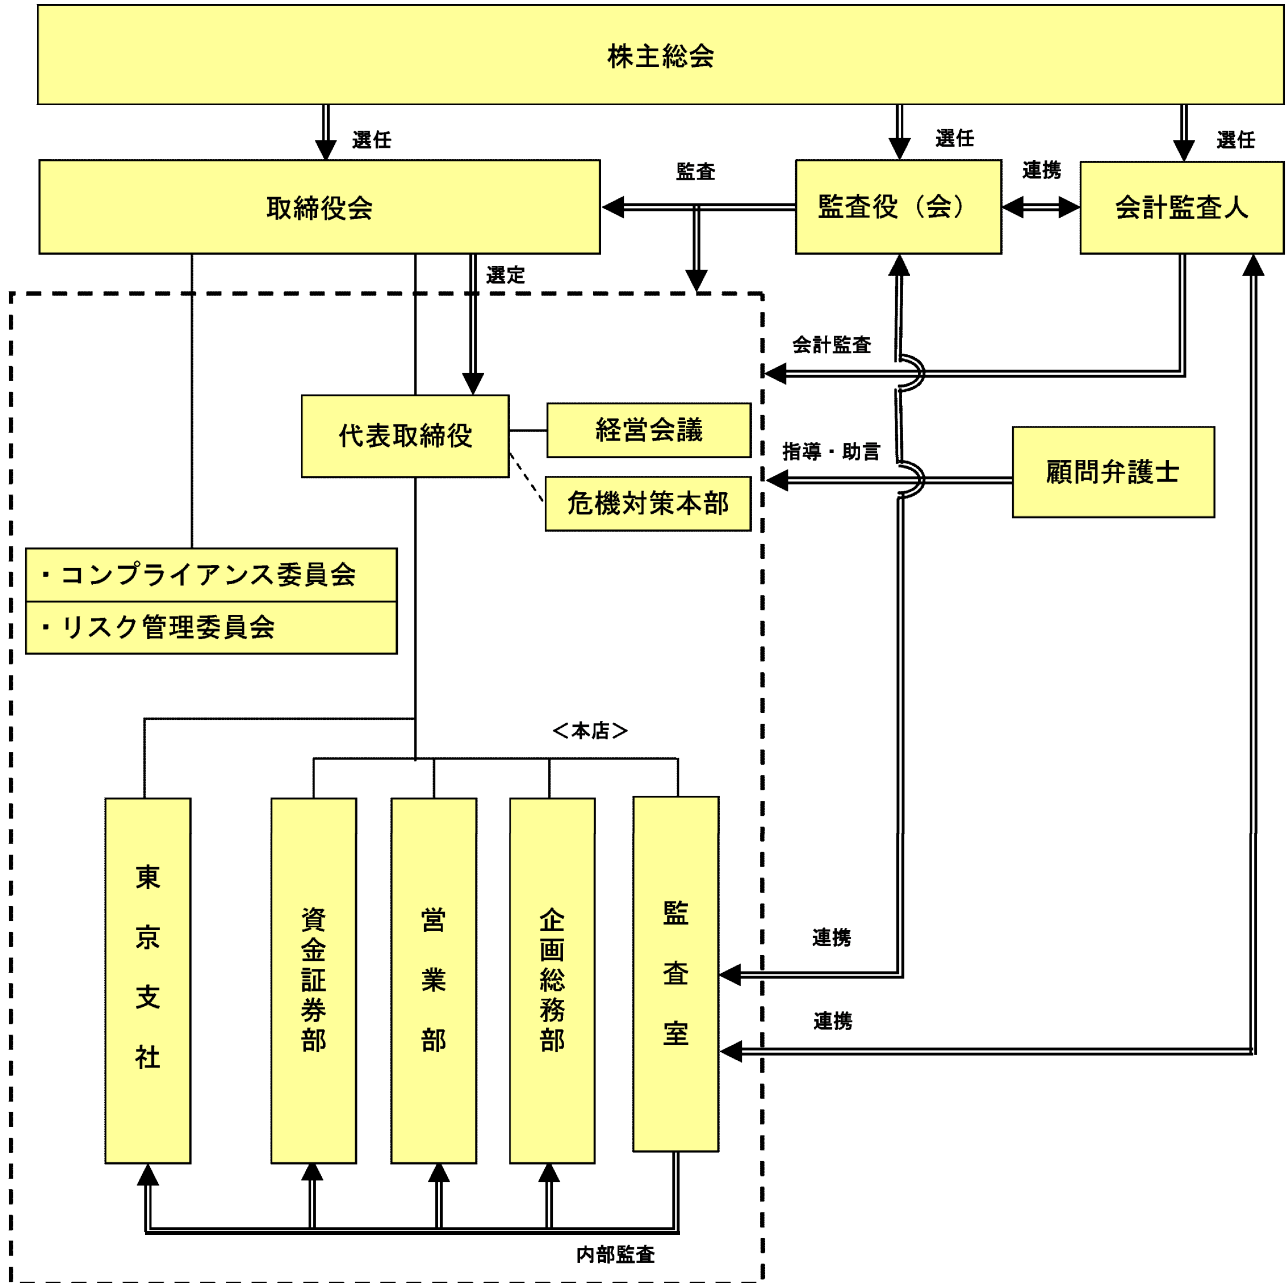 株主総会
選任
選任
選任
取締役会
監査
監査役（会）
連携
会計監査人
選定
会計監査
代表取締役
経営会議
危機対策本部
指導・助言
顧問弁護士
・コンプライアンス委員会
・リスク管理委員会
＜本店＞
東京支社
資金証券部
営業部
企画総務部
監査室
連携
連携
内部監査